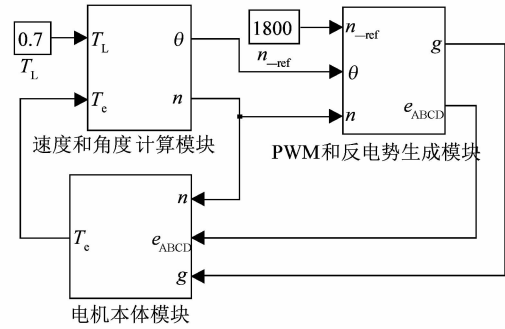 0.7
T_L
T_L
T_e
θ
n
速度和角度计算模块
1800
n_ref
n_ref
θ
n
g
e_ABCD
PWM和反电势生成模块
T_e
n
e_ABCD
g
电机本体模块